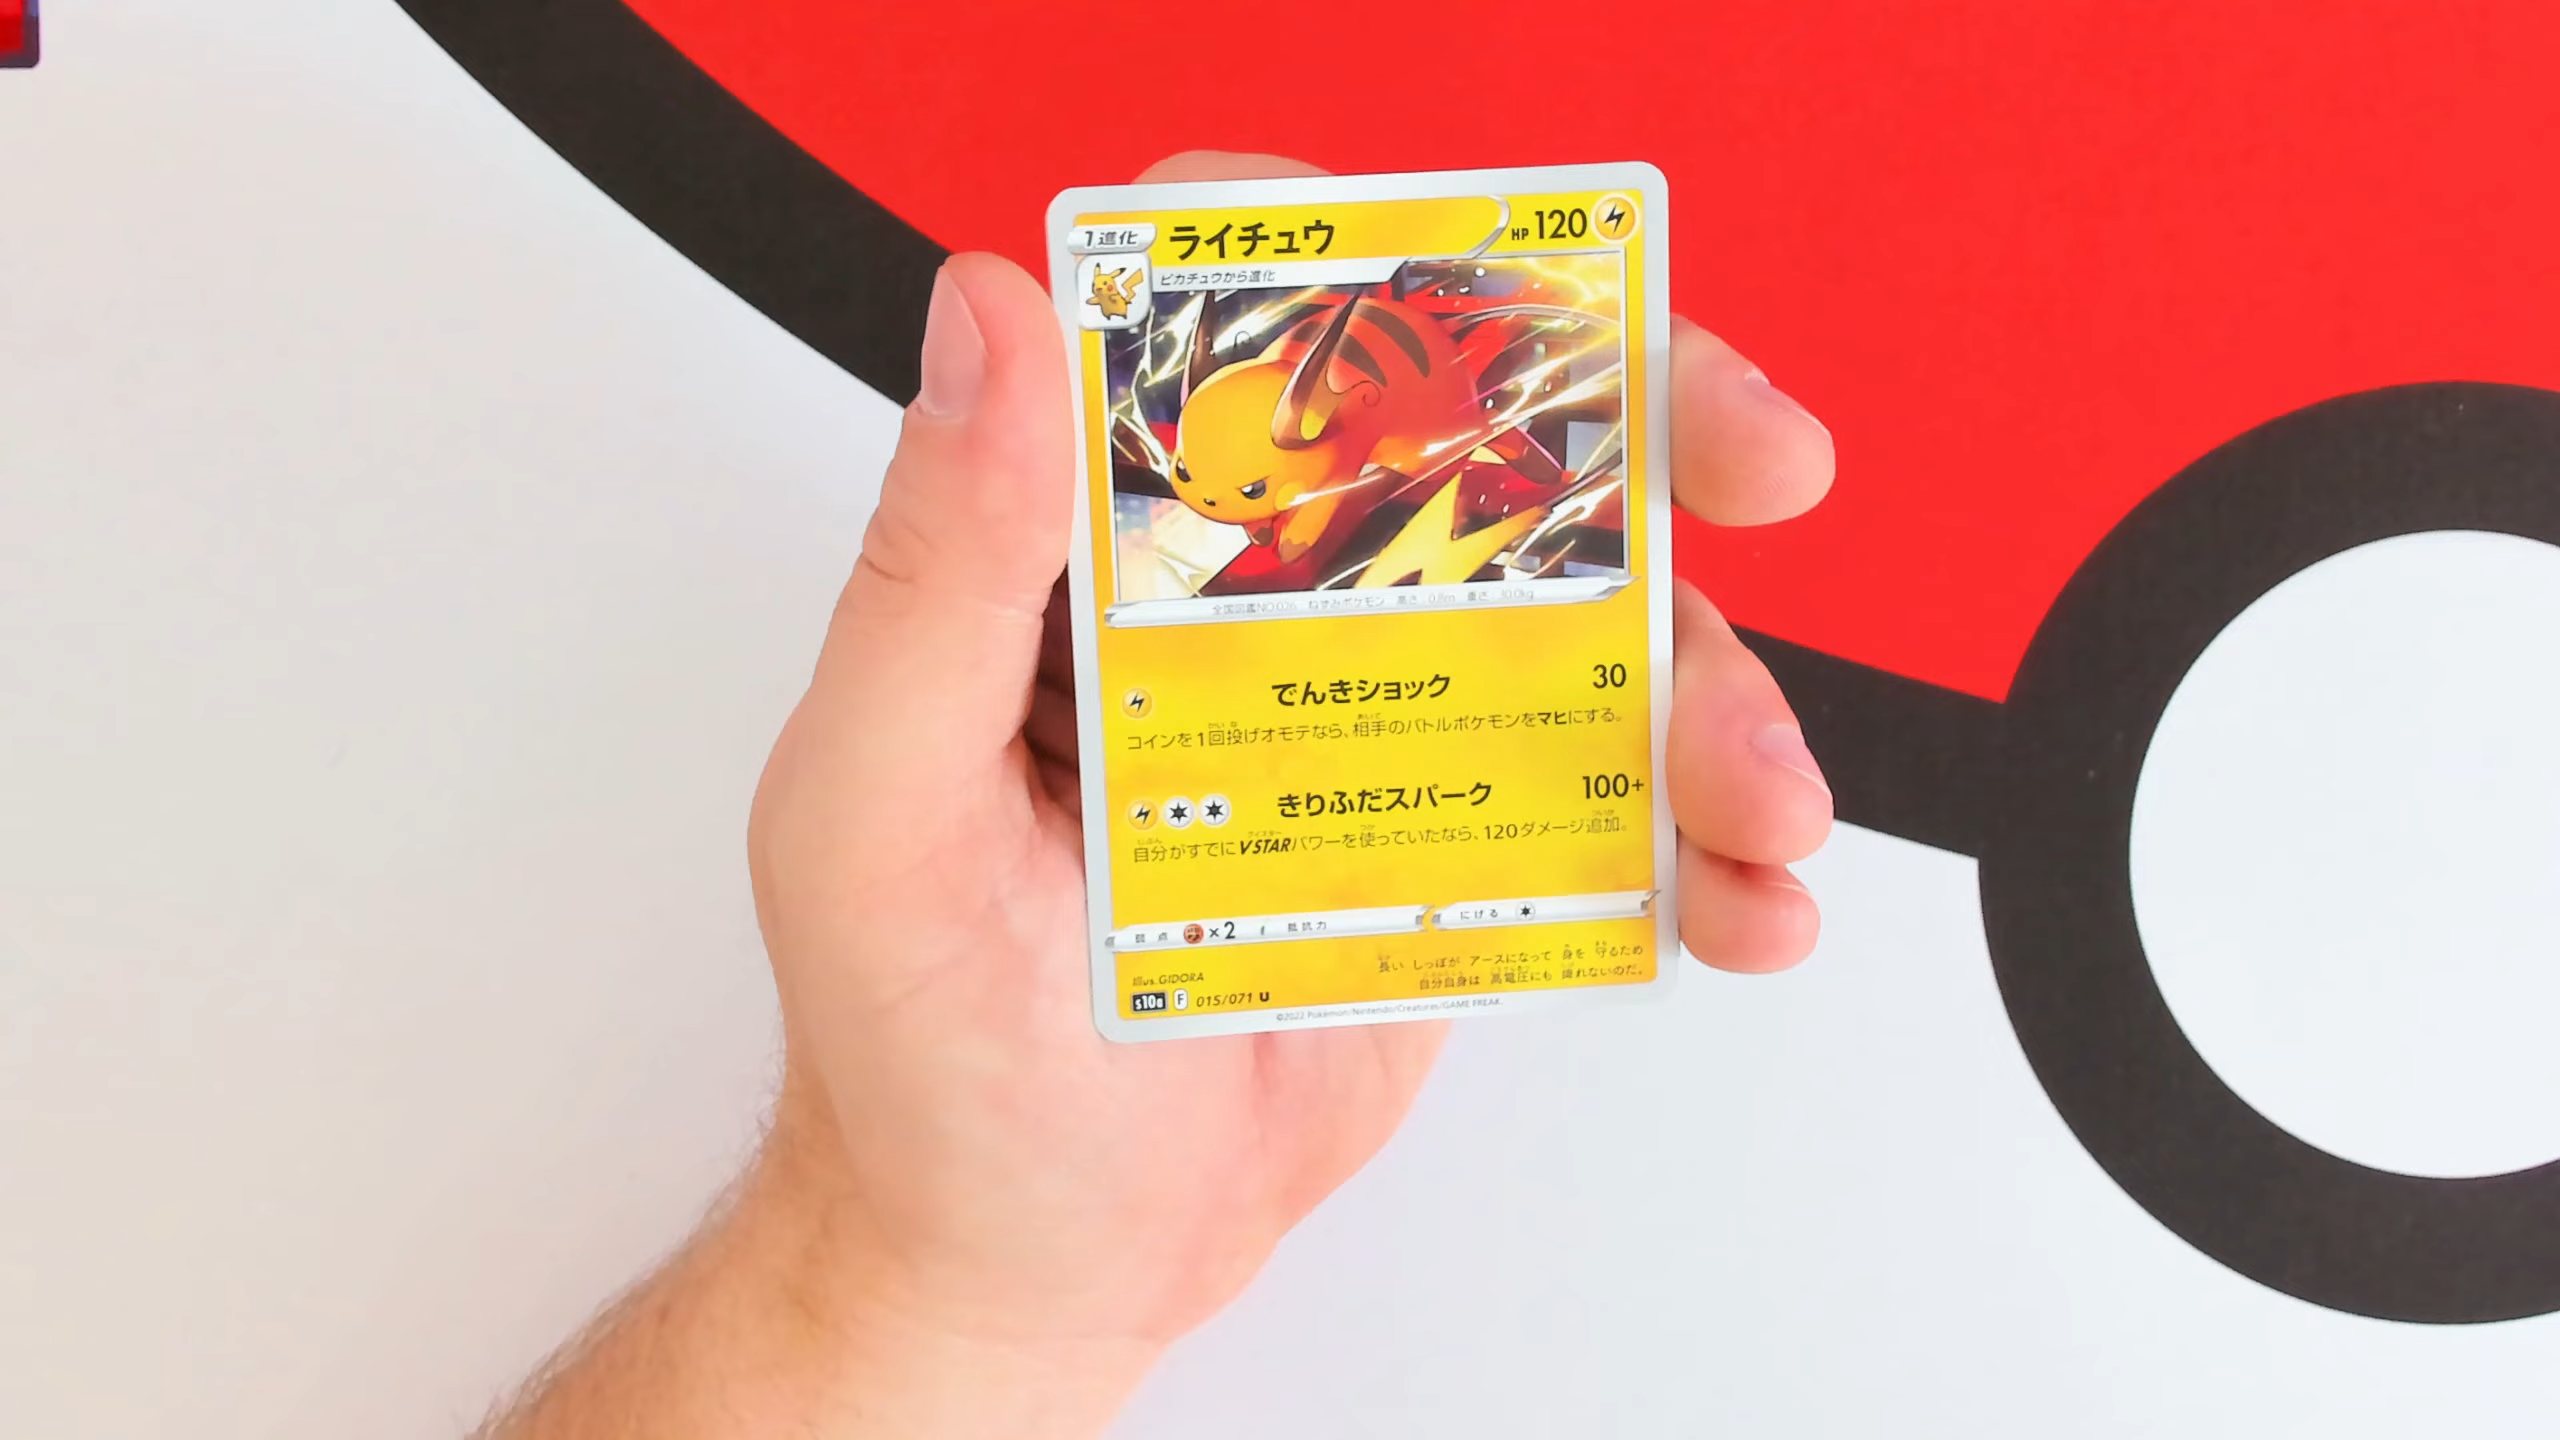 1進化 ライチュウ HP 120
ピカチュウから進化
全国図鑑NO.026 ねずみポケモン 高さ 0.8m 重さ 30.0kg
でんきショック 30
コインを1回投げオモテなら、相手のバトルポケモンをマヒにする。
きりふだスパーク 100+
自分がすでにVSTARパワーを使っていたなら、120ダメージ追加。
弱点 ×2 抵抗力 にげる
長い しっぽが アースになって 身を 守るため
自分自身は 高電圧にも 痺れないのだ。
illus. GIDORA
s10a F 015/071 U
©2022 Pokémon/Nintendo/Creatures/GAME FREAK.